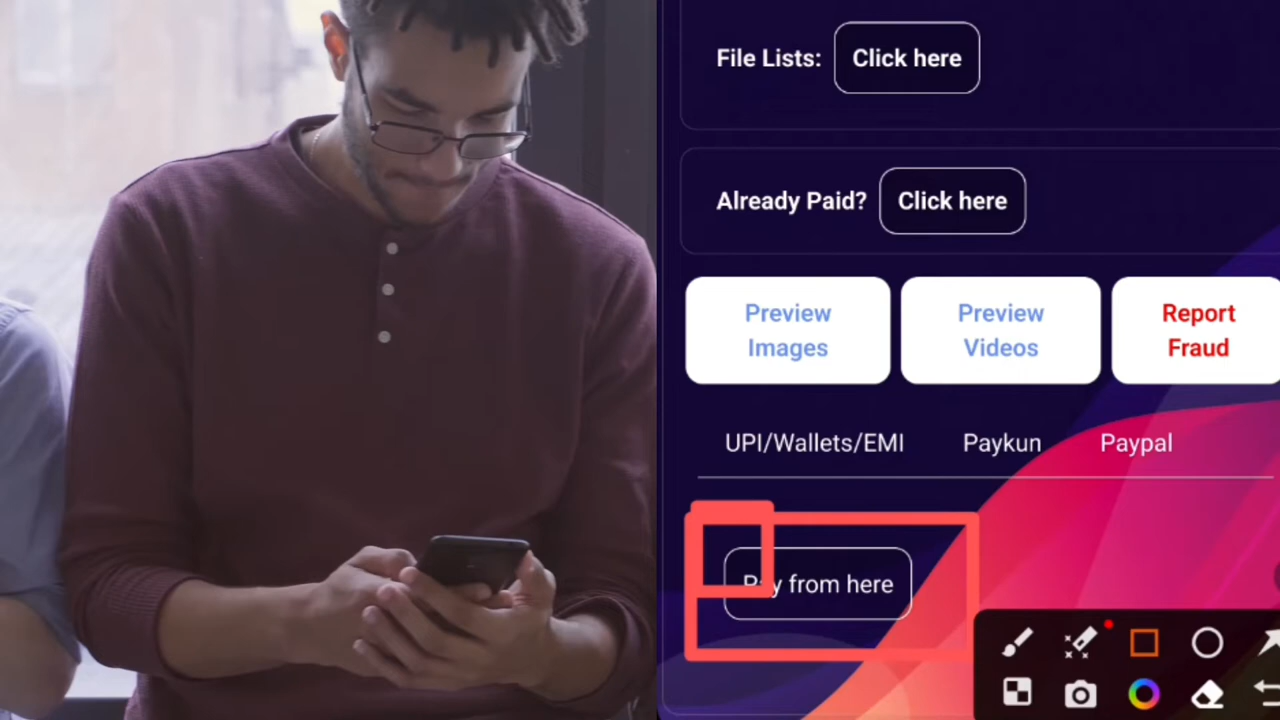 File Lists: Click here
Already Paid? Click here
Preview Images
Preview Videos
Report Fraud
UPI/Wallets/EMI Paykun Paypal
Pay from here